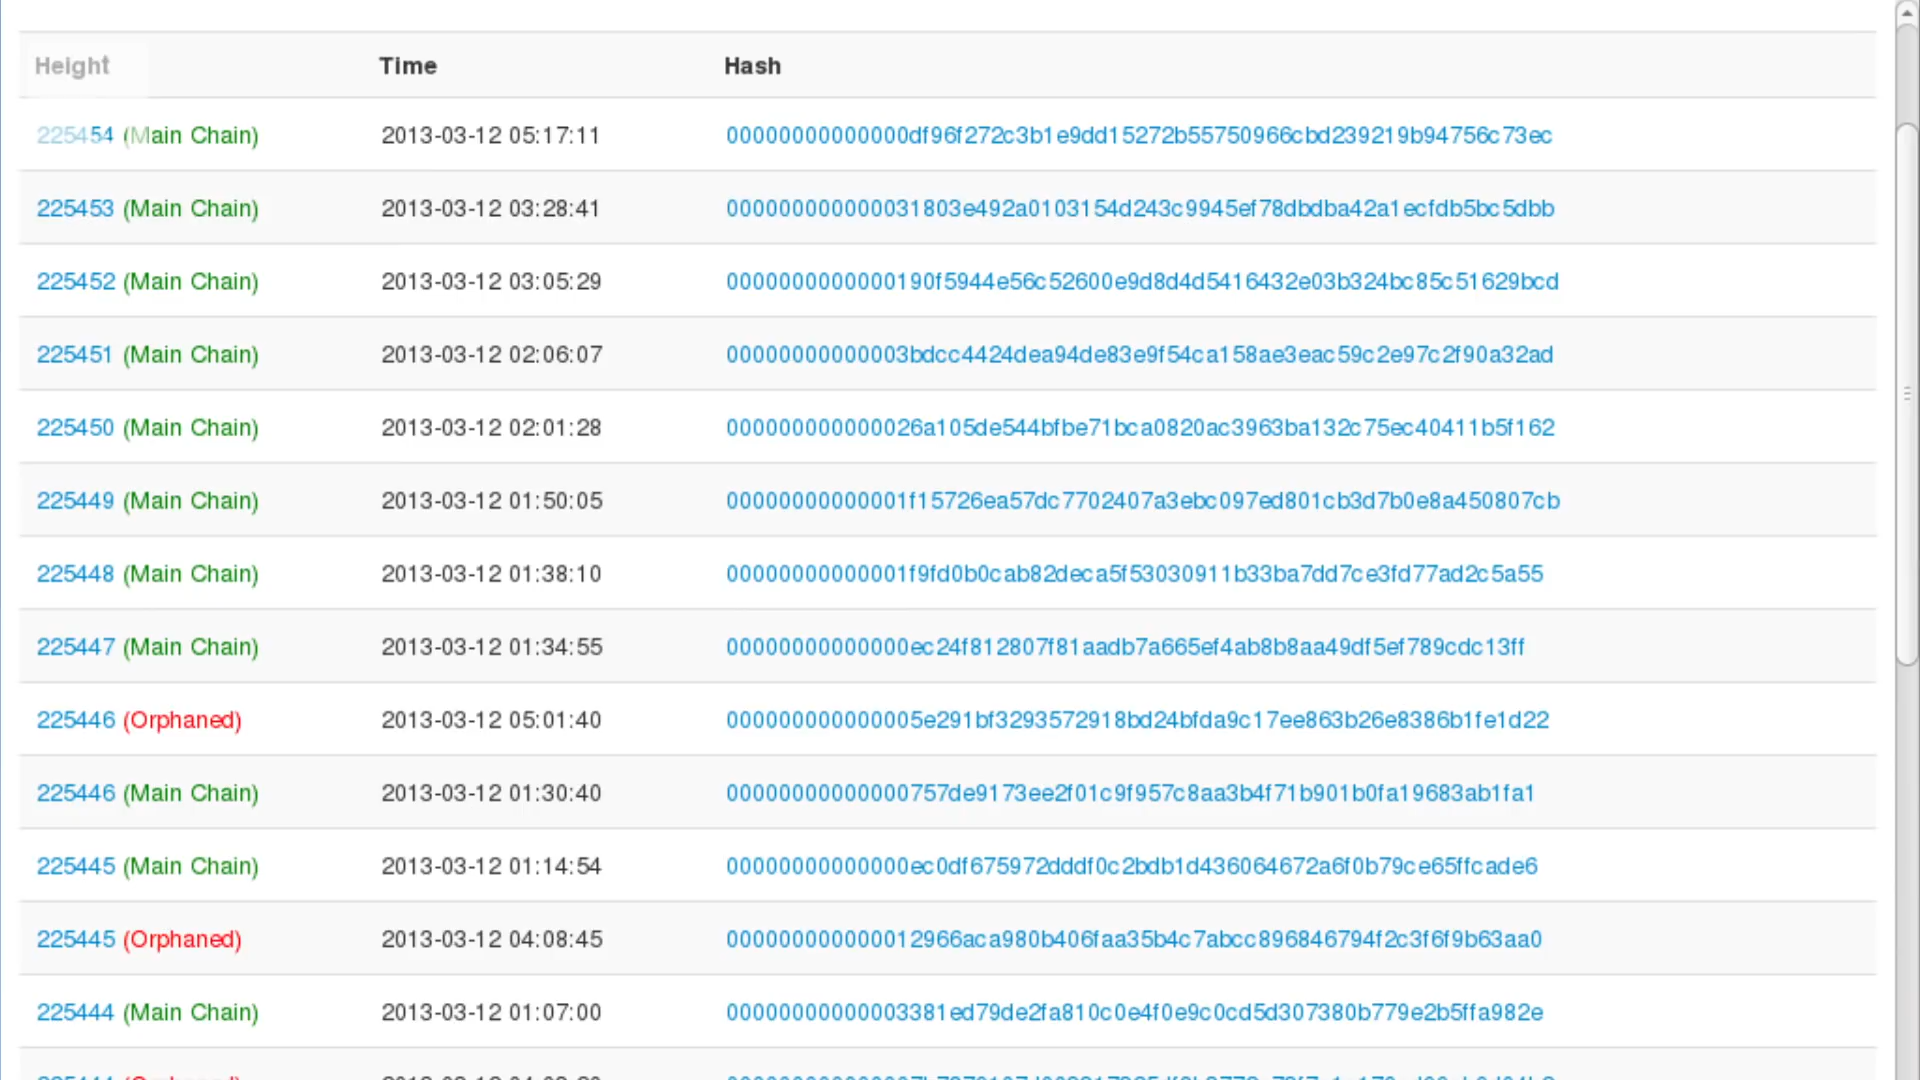 Height Time Hash
225454 (Main Chain) 2013-03-12 05:17:11 00000000000000df96f272c3b1e9dd15272b55750966cbd239219b94756c73ec
225453 (Main Chain) 2013-03-12 03:28:41 000000000000031803e492a0103154d243c9945ef78dbdba42a1ecfdb5bc5dbb
225452 (Main Chain) 2013-03-12 03:05:29 0000000000000190f5944e56c52600e9d8d4d5416432e03b324bc85c51629bcd
225451 (Main Chain) 2013-03-12 02:06:07 00000000000003bdcc4424dea94de83e9f54ca158ae3eac59c2e97c2f90a32ad
225450 (Main Chain) 2013-03-12 02:01:28 000000000000026a105de544bfbe71bca0820ac3963ba132c75ec40411b5f162
225449 (Main Chain) 2013-03-12 01:50:05 00000000000001f15726ea57dc7702407a3ebc097ed801cb3d7b0e8a450807cb
225448 (Main Chain) 2013-03-12 01:38:10 00000000000001f9fd0b0cab82deca5f53030911b33ba7dd7ce3fd77ad2c5a55
225447 (Main Chain) 2013-03-12 01:34:55 00000000000000ec24f812807f81aadb7a665ef4ab8b8aa49df5ef789cdc13ff
225446 (Orphaned) 2013-03-12 05:01:40 000000000000005e291bf3293572918bd24bfda9c17ee863b26e8386b1fe1d22
225446 (Main Chain) 2013-03-12 01:30:40 00000000000000757de9173ee2f01c9f957c8aa3b4f71b901b0fa19683ab1fa1
225445 (Main Chain) 2013-03-12 01:14:54 00000000000000ec0df675972dddf0c2bdb1d436064672a6f0b79ce65ffcade6
225445 (Orphaned) 2013-03-12 04:08:45 000000000000012966aca980b406faa35b4c7abcc896846794f2c3f6f9b63aa0
225444 (Main Chain) 2013-03-12 01:07:00 00000000000003381ed79de2fa810c0e4f0e9c0cd5d307380b779e2b5ffa982e